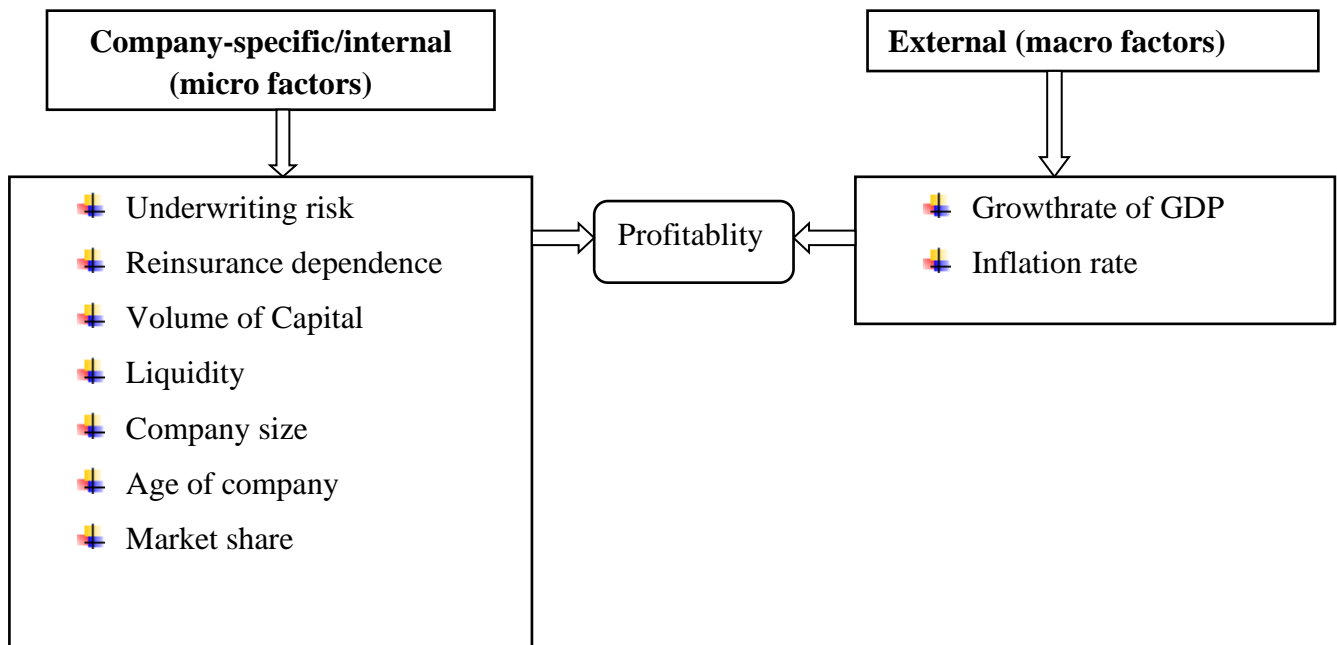 Company-specific/internal
(micro factors)
External (macro factors)
Underwriting risk
Reinsurance dependence
Volume of Capital
Liquidity
Company size
Age of company
Market share
Profitablity
Growthrate of GDP
Inflation rate